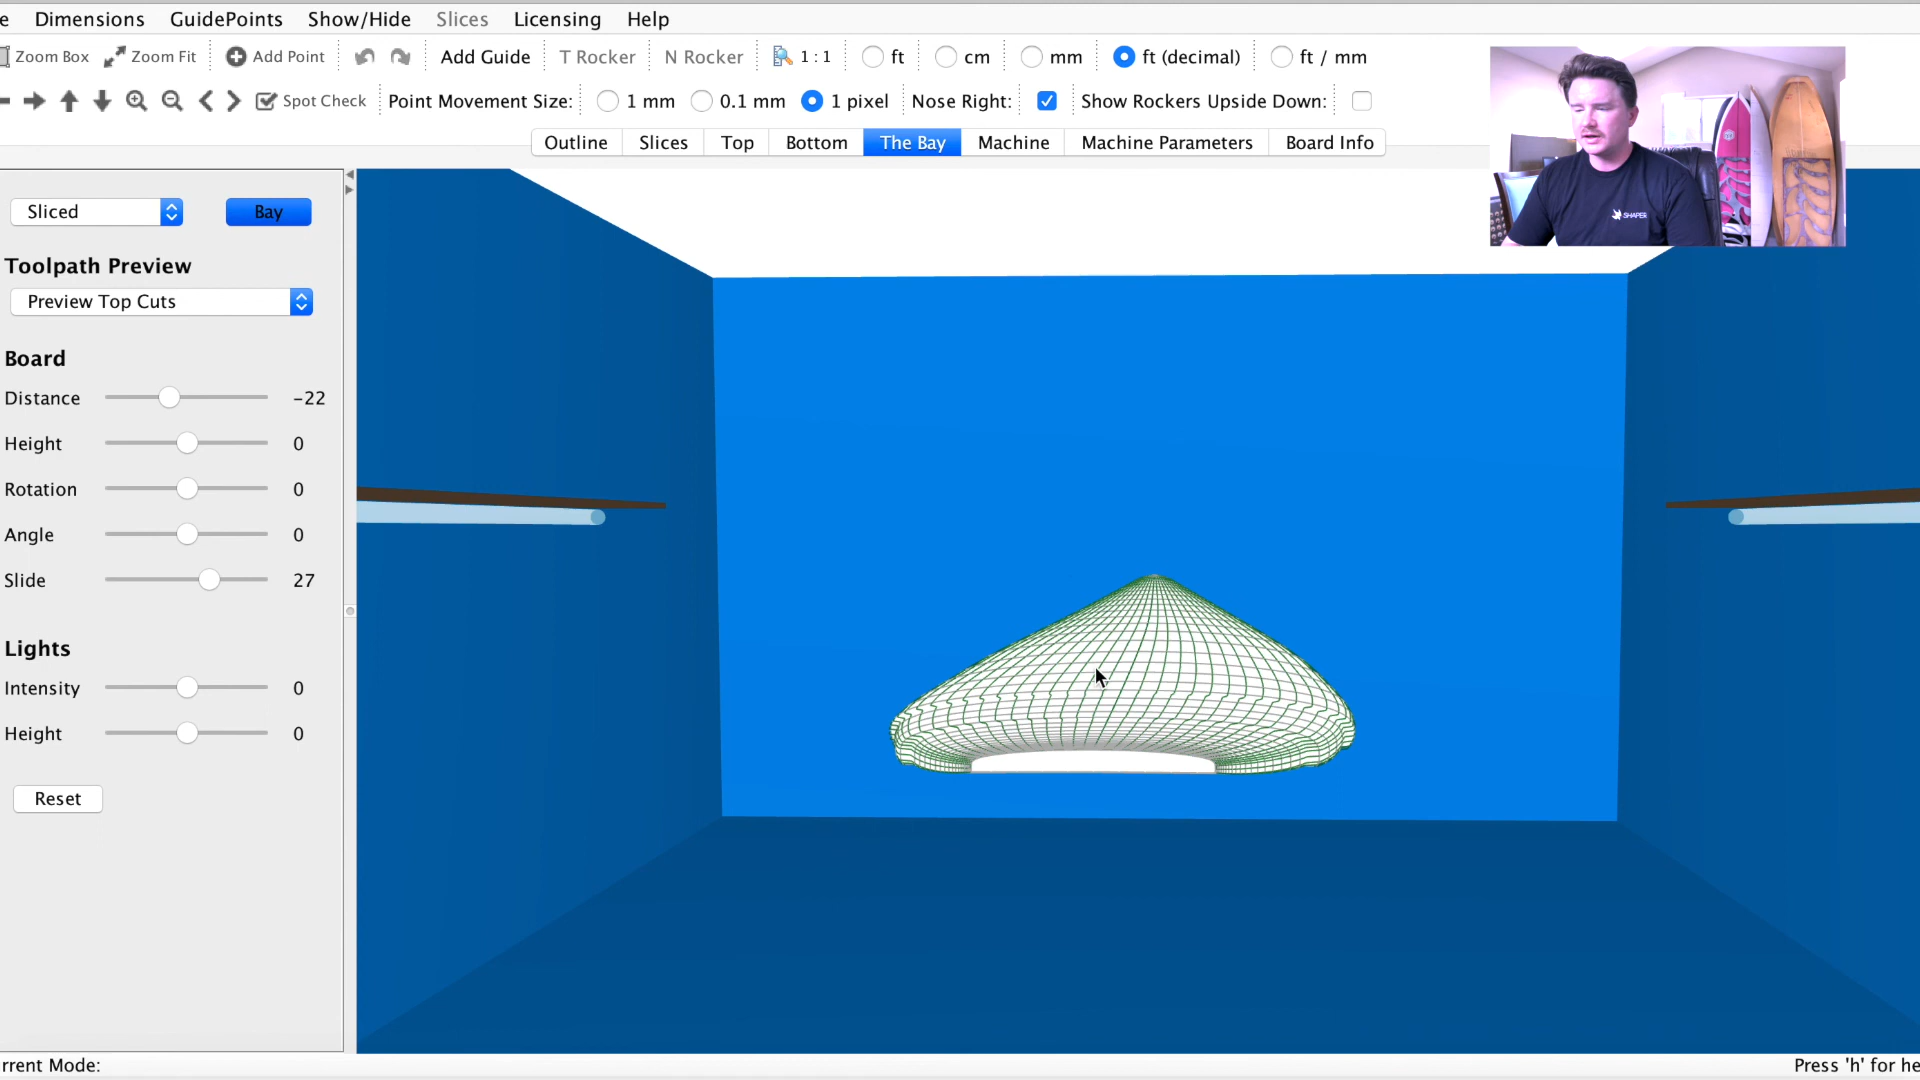 e Dimensions GuidePoints Show/Hide Slices Licensing Help
Zoom Box Zoom Fit Add Point Add Guide T Rocker N Rocker 1 : 1 ft cm mm ft (decimal) ft / mm
Spot Check Point Movement Size: 1 mm 0.1 mm 1 pixel Nose Right: Show Rockers Upside Down:
Outline Slices Top Bottom The Bay Machine Machine Parameters Board Info
SHAPER
Sliced Bay
Toolpath Preview
Preview Top Cuts
Board
Distance -22
Height 0
Rotation 0
Angle 0
Slide 27
Lights
Intensity 0
Height 0
Reset
rrent Mode: Press 'h' for he